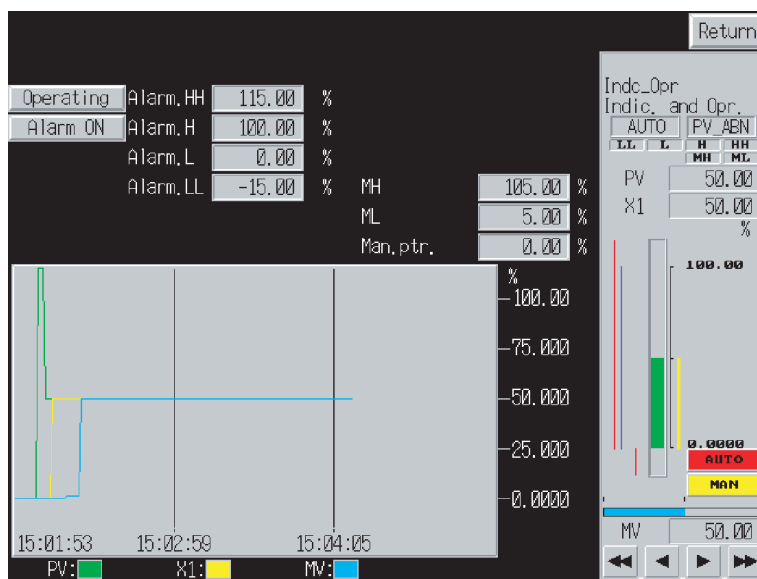 Return
Operating Alarm.HH 115.00 %
Alarm ON Alarm.H 100.00 %
Alarm.L 0.00 %
Alarm.LL -15.00 %
MH 105.00 %
ML 5.00 %
Man.ptr. 0.00 %
%
100.00
75.000
50.000
25.000
0.0000
15:01:53 15:02:59 15:04:05
PV: X1: MV:
Indc_Opr
Indic. and Opr.
AUTO PV_ABN
LL L H HH
MH ML
PV 50.00
X1 50.00
%
100.00
0.0000
AUTO
MAN
MV 50.00